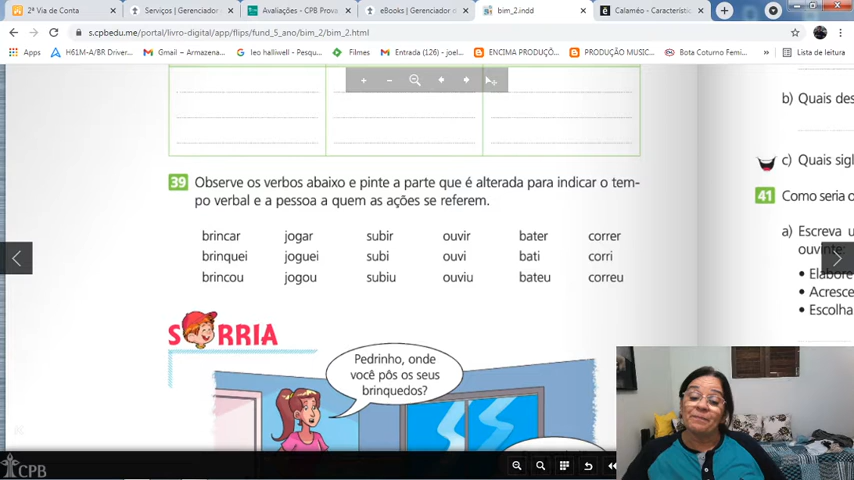 2ª Via de Conta
Serviços | Gerenciador d
Avaliações - CPB Prova
eBooks | Gerenciador d
bim_2.indd
Calaméo - Característic
s.cpbedu.me/portal/livro-digital/app/flips/fund_5_ano/bim_2/bim_2.html
Apps
Avesta
H61M-A/BR Driver...
Gmail – Armazena...
leo halliwell - Pesqu...
Filmes
Entrada (126) - joel...
ENCIMA PRODUÇÕ...
PRODUÇÃO MUSIC...
Bota Coturno Femini...
Lista de leitura
39 Observe os verbos abaixo e pinte a parte que é alterada para indicar o tem-
po verbal e a pessoa a quem as ações se referem.
brincar jogar subir ouvir bater correr
brinquei joguei subi ouvi bati corri
brincou jogou subiu ouviu bateu correu
SORRIA
Pedrinho, onde
você pôs os seus
brinquedos?
b) Quais des
c) Quais sigl
41 Como seria o
a) Escreva u
ouvinte:
• Elabore
• Acresce
• Escolha
CPB